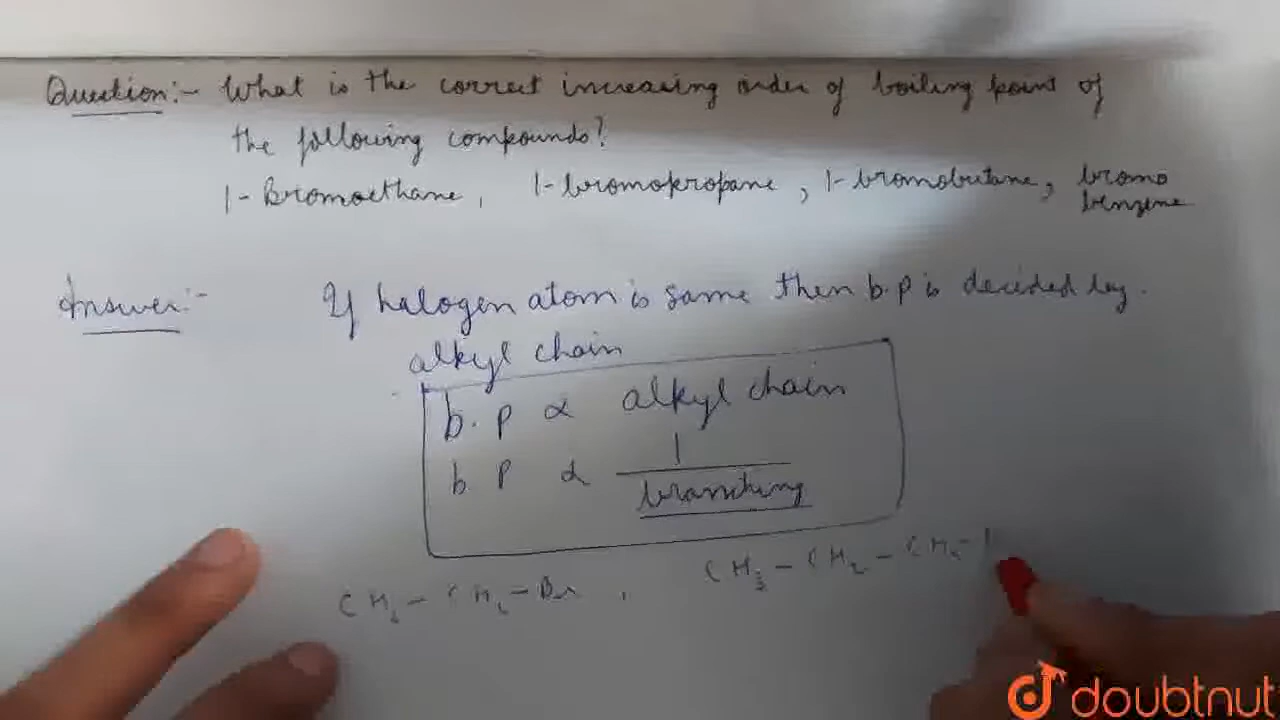 Question:- What is the correct increasing order of boiling point of
the following compounds?
1-Bromoethane, 1-bromopropane, 1-bromobutane, bromo
benzene
Answer:- If halogen atom is same then b.p is decided by.
alkyl chain
b.p ∝ alkyl chain
b p ∝ 1
branching
CH3-CH2-CH2-
CH3-CH2-Br,
doubtnut